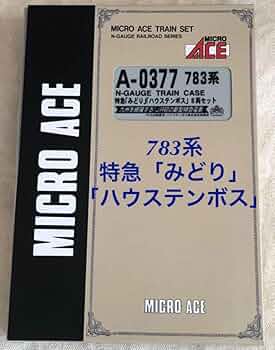 MICRO ACE TRAIN SET
N-GAUGE RAILROAD SERIES
MICRO
ACE
A-0377 783系
N-GAUGE TRAIN CASE
特急「みどり」「ハウステンボス」8両セット
783系
特急「みどり」
「ハウステンボス」
MICRO ACE
MICRO ACE